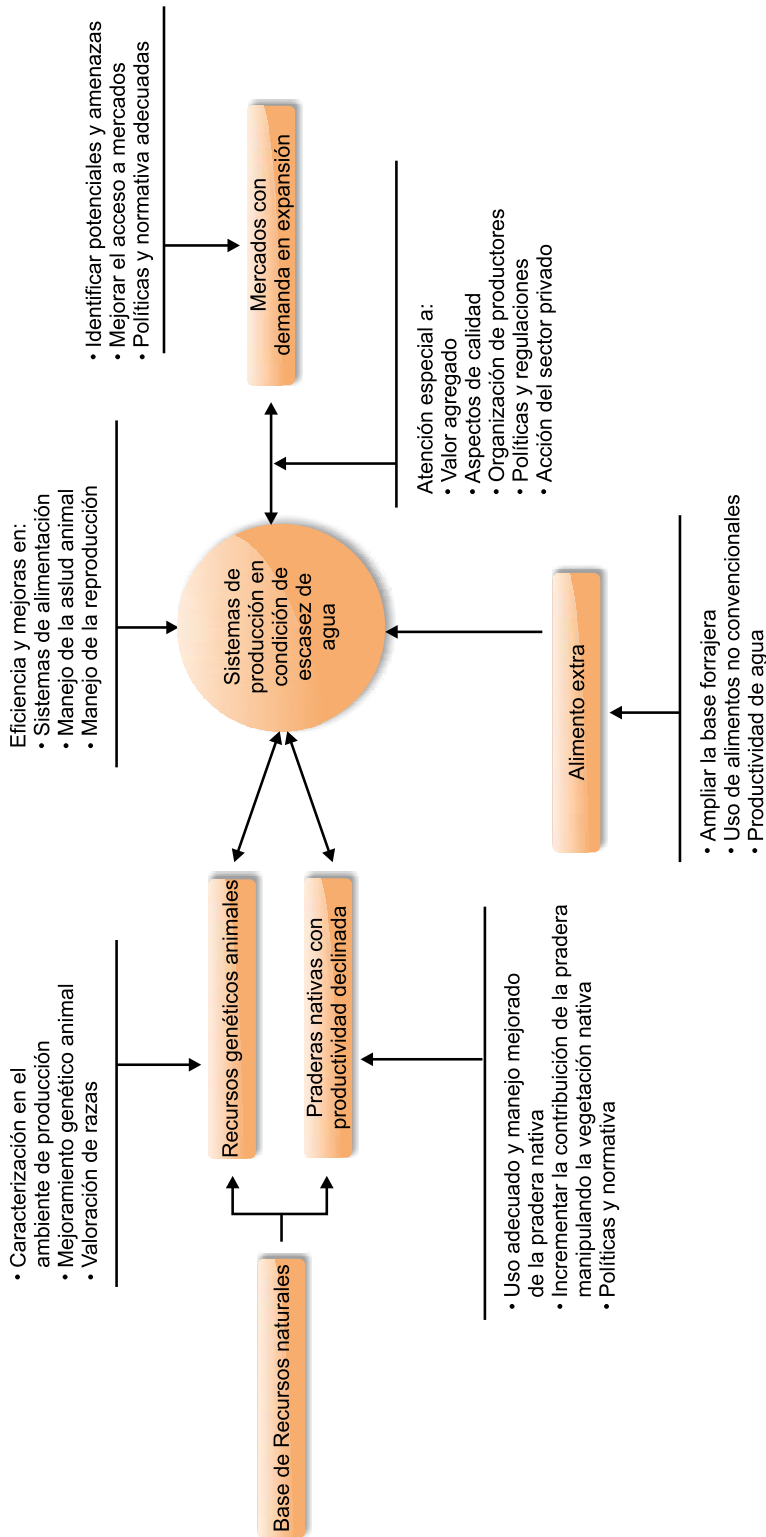 • Caracterización en el
ambiente de producción
• Mejoramiento genético animal
• Valoración de razas
Eficiencia y mejoras en:
• Sistemas de alimentación
• Manejo de la aslud animal
• Manejo de la reproducción
• Identificar potenciales y amenazas
• Mejorar el acceso a mercados
• Políticas y normativa adecuadas
Base de Recursos naturales
Recursos genéticos animales
Praderas nativas con
productividad declinada
Sistemas de
producción en
condición de
escasez de
agua
Mercados con
demanda en expansión
• Uso adecuado y manejo mejorado
de la pradera nativa
• Incrementar la contribuición de la pradera
manipulando la vegetación nativa
• Políticas y normativa
Alimento extra
• Ampliar la base forrajera
• Uso de alimentos no convencionales
• Productividad de agua
Atención especial a:
• Valor agregado
• Aspectos de calidad
• Organización de productores
• Políticas y regulaciones
• Acción del sector privado